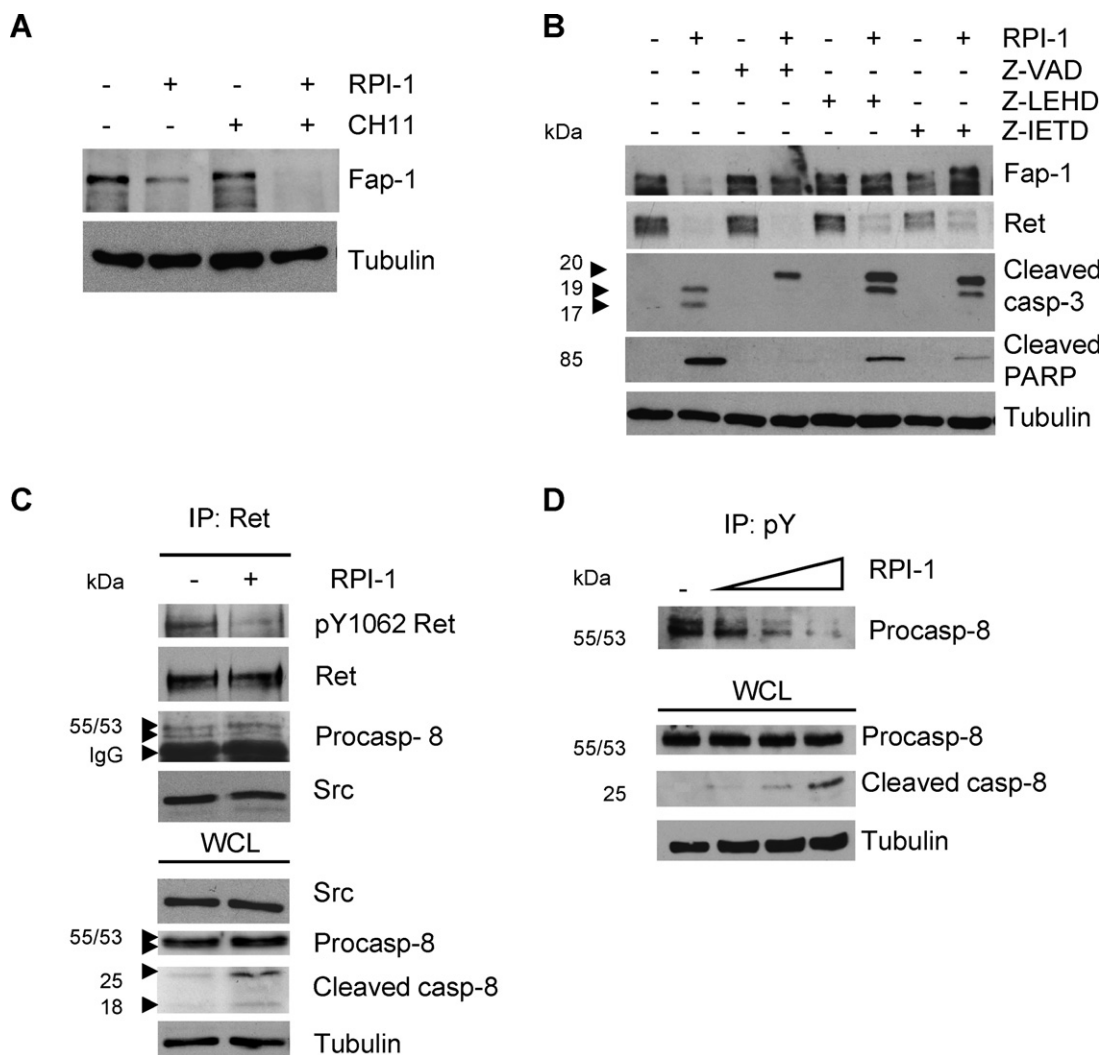 A
- + - + RPI-1
- - + + CH11
Fap-1
Tubulin
B
- + - + - + - + RPI-1
- - + + - - - - Z-VAD
- - - - + + - - Z-LEHD
kDa - - - - - - + + Z-IETD
Fap-1
Ret
20
19
17
Cleaved
casp-3
85
Cleaved
PARP
Tubulin
C
IP: Ret
kDa - + RPI-1
pY1062 Ret
Ret
55/53 Procasp- 8
IgG
Src
WCL
Src
55/53 Procasp-8
25
18
Cleaved casp-8
Tubulin
D
IP: pY
kDa - RPI-1
55/53 Procasp-8
WCL
55/53 Procasp-8
25 Cleaved casp-8
Tubulin